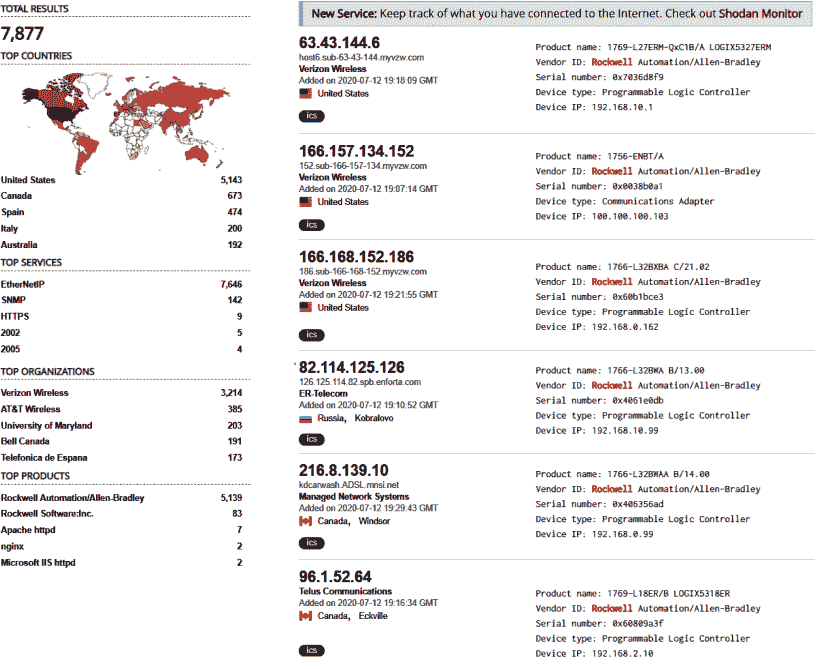 TOTAL RESULTS
7,877
TOP COUNTRIES
United States 5,143
Canada 673
Spain 474
Italy 200
Australia 192
TOP SERVICES
EtherNetIP 7,646
SNMP 142
HTTPS 9
2002 5
2005 4
TOP ORGANIZATIONS
Verizon Wireless 3,214
AT&T Wireless 385
University of Maryland 203
Bell Canada 191
Telefonica de Espana 173
TOP PRODUCTS
Rockwell Automation/Allen-Bradley 5,139
Rockwell Software:Inc. 83
Apache httpd 7
nginx 2
Microsoft IIS httpd 2
New Service: Keep track of what you have connected to the Internet. Check out Shodan Monitor
63.43.144.6
host6.sub-63-43-144.myvzw.com
Verizon Wireless
Added on 2020-07-12 19:18:09 GMT
United States
ics
Product name: 1769-L27ERM-QxC1B/A LOGIX5327ERM
Vendor ID: Rockwell Automation/Allen-Bradley
Serial number: 0x7036d8f9
Device type: Programmable Logic Controller
Device IP: 192.168.10.1
166.157.134.152
152.sub-166-157-134.myvzw.com
Verizon Wireless
Added on 2020-07-12 19:07:14 GMT
United States
ics
Product name: 1756-ENBT/A
Vendor ID: Rockwell Automation/Allen-Bradley
Serial number: 0x0038b0a1
Device type: Communications Adapter
Device IP: 100.100.100.103
166.168.152.186
186.sub-166-168-152.myvzw.com
Verizon Wireless
Added on 2020-07-12 19:21:55 GMT
United States
ics
Product name: 1766-L32BXBA C/21.02
Vendor ID: Rockwell Automation/Allen-Bradley
Serial number: 0x60b1bce3
Device type: Programmable Logic Controller
Device IP: 192.168.0.162
82.114.125.126
126.125.114.82.spb.enforta.com
ER-Telecom
Added on 2020-07-12 19:10:52 GMT
Russia, Kobralovo
ics
Product name: 1766-L32BWA B/13.00
Vendor ID: Rockwell Automation/Allen-Bradley
Serial number: 0x4061e0db
Device type: Programmable Logic Controller
Device IP: 192.168.10.99
216.8.139.10
kdcarwash.ADSL.mnsi.net
Managed Network Systems
Added on 2020-07-12 19:29:43 GMT
Canada, Windsor
ics
Product name: 1766-L32BWAA B/14.00
Vendor ID: Rockwell Automation/Allen-Bradley
Serial number: 0x406356ad
Device type: Programmable Logic Controller
Device IP: 192.168.0.99
96.1.52.64
Telus Communications
Added on 2020-07-12 19:16:34 GMT
Canada, Eckville
ics
Product name: 1769-L18ER/B LOGIX5318ER
Vendor ID: Rockwell Automation/Allen-Bradley
Serial number: 0x60809a3f
Device type: Programmable Logic Controller
Device IP: 192.168.2.10